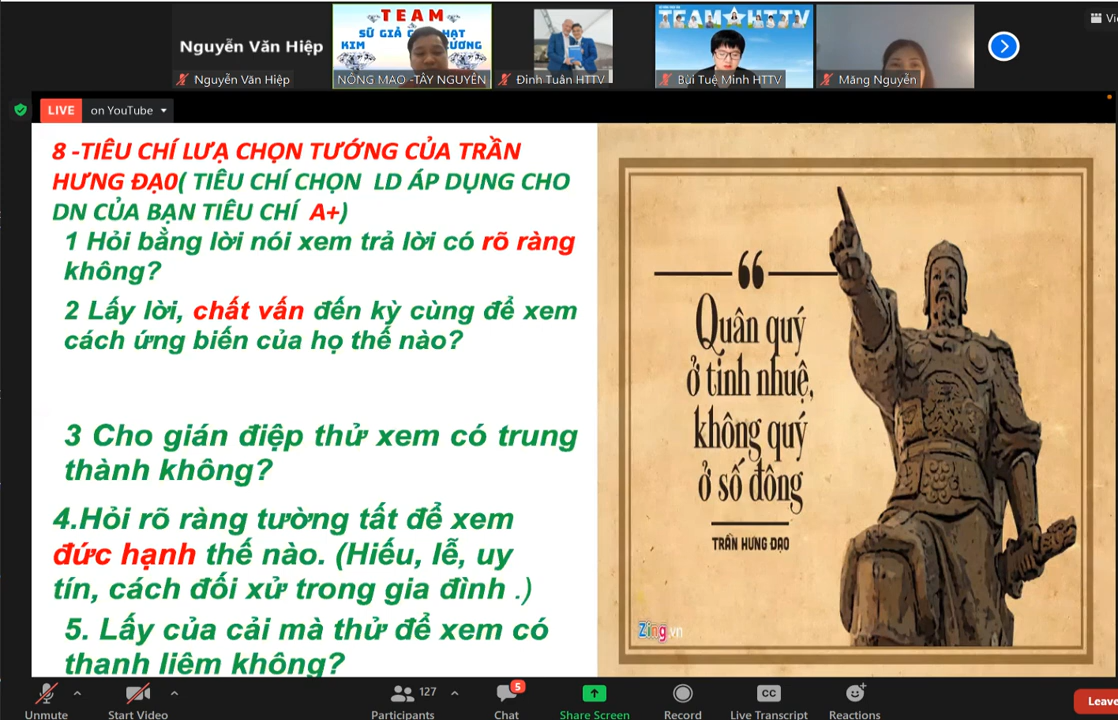 TEAM
SỨ GIẢ
HẠT
KIM
CƯƠNG
TEAM HTTV
Nguyễn Văn Hiệp
Nguyễn Văn Hiệp
NÔNG MAO -TÂY NGUYÊN
Đinh Tuân HTTV
Bùi Tuệ Minh HTTV
Măng Nguyễn
Vi
LIVE on YouTube
8 -TIÊU CHÍ LƯẠ CHỌN TƯỚNG CỦA TRẦN
HƯNG ĐẠ0( TIÊU CHÍ CHỌN LD ÁP DỤNG CHO
DN CỦA BẠN TIÊU CHÍ A+)
1 Hỏi bằng lời nói xem trả lời có rõ ràng
không?
2 Lấy lời, chất vấn đến kỳ cùng để xem
cách ứng biến của họ thế nào?
3 Cho gián điệp thử xem có trung
thành không?
4.Hỏi rõ ràng tường tất để xem
đức hạnh thế nào. (Hiếu, lễ, uy
tín, cách đối xử trong gia đình .)
5. Lấy của cải mà thử để xem có
thanh liêm không?
“
Quân quý
ở tinh nhuệ,
không quý
ở số đông
TRẦN HƯNG ĐẠO
Zing.vn
Unmute
Start Video
127
Participants
5
Chat
Share Screen
Record
CC
Live Transcript
Reactions
Leave